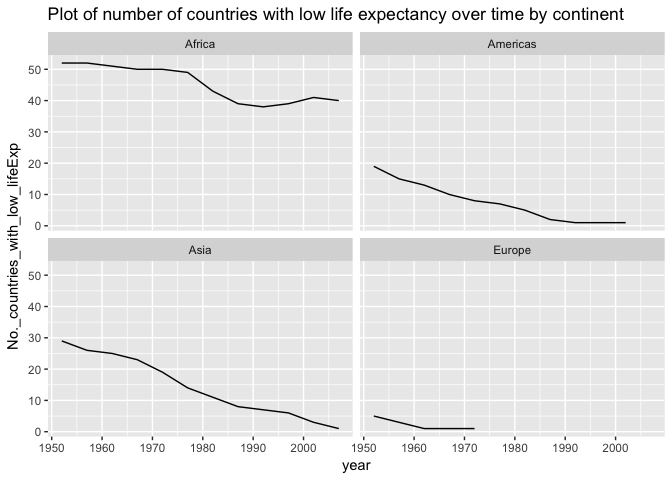 Plot of number of countries with low life expectancy over time by continent
Africa
Americas
50
40
30
20
10
0
No._countries_with_low_lifeExp
Asia
Europe
50
40
30
20
10
0
1950 1960 1970 1980 1990 2000
1950 1960 1970 1980 1990 2000
year